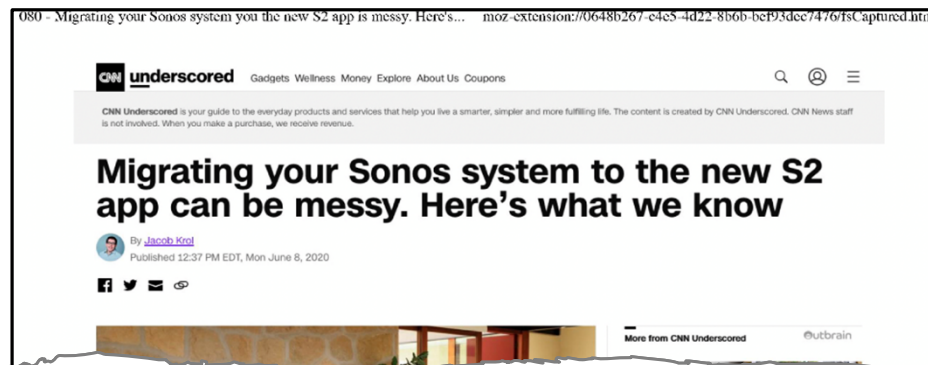 080 - Migrating your Sonos system you the new S2 app is messy. Here's... moz-extension://0648b267-e4e5-4d22-8b6b-bef93dec7476/fsCaptured.htm
CNN underscored Gadgets Wellness Money Explore About Us Coupons
CNN Underscored is your guide to the everyday products and services that help you live a smarter, simpler and more fulfilling life. The content is created by CNN Underscored. CNN News staff
is not involved. When you make a purchase, we receive revenue.
Migrating your Sonos system to the new S2
app can be messy. Here's what we know
By Jacob Krol
Published 12:37 PM EDT, Mon June 8, 2020
More from CNN Underscored Outbrain